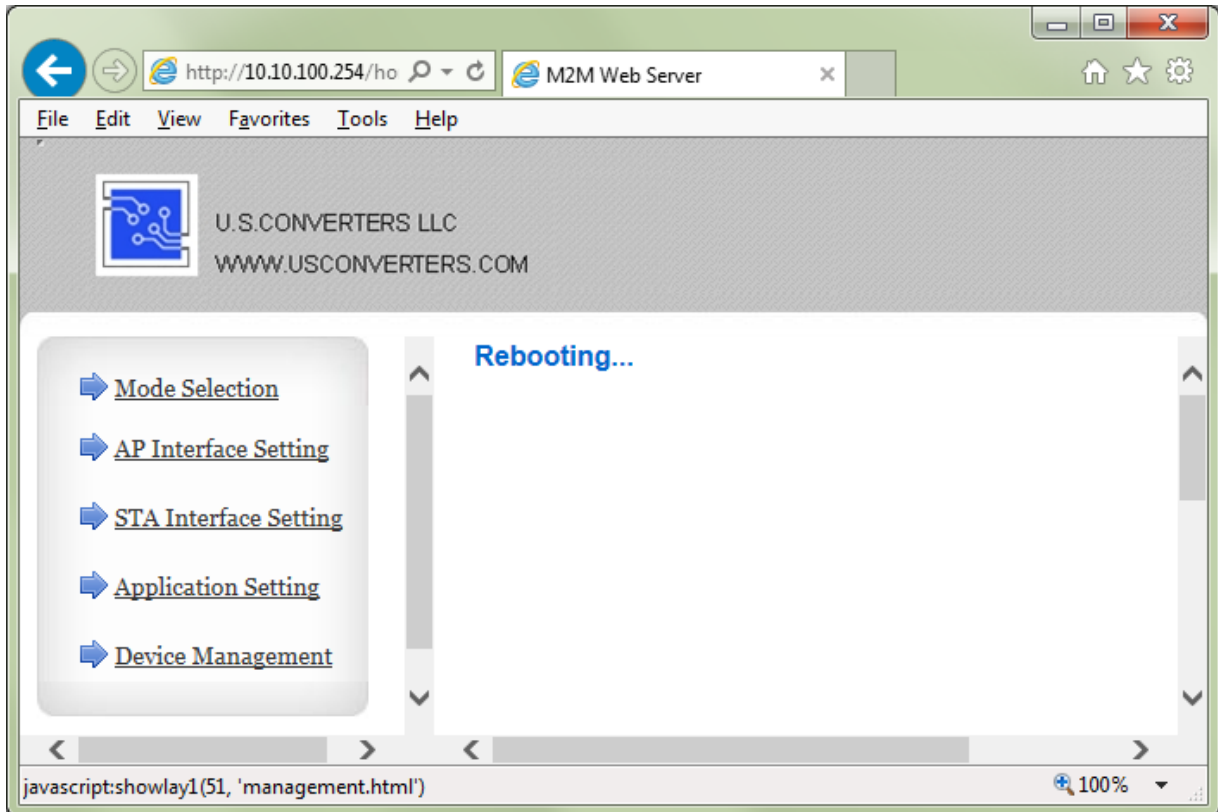 http://10.10.100.254/ho
M2M Web Server
File Edit View Favorites Tools Help
U.S.CONVERTERS LLC
WWW.USCONVERTERS.COM
Mode Selection
AP Interface Setting
STA Interface Setting
Application Setting
Device Management
Rebooting...
javascript:showlay1(51, 'management.html')
100%